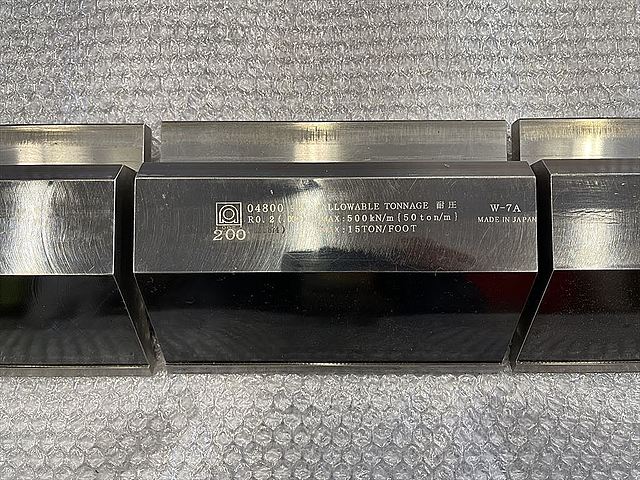 04800 ALLOWABLE TONNAGE 耐圧
R0.2 MAX:500kN/m{50ton/m}
MAX:15TON/FOOT
200
W-7A
MADE IN JAPAN